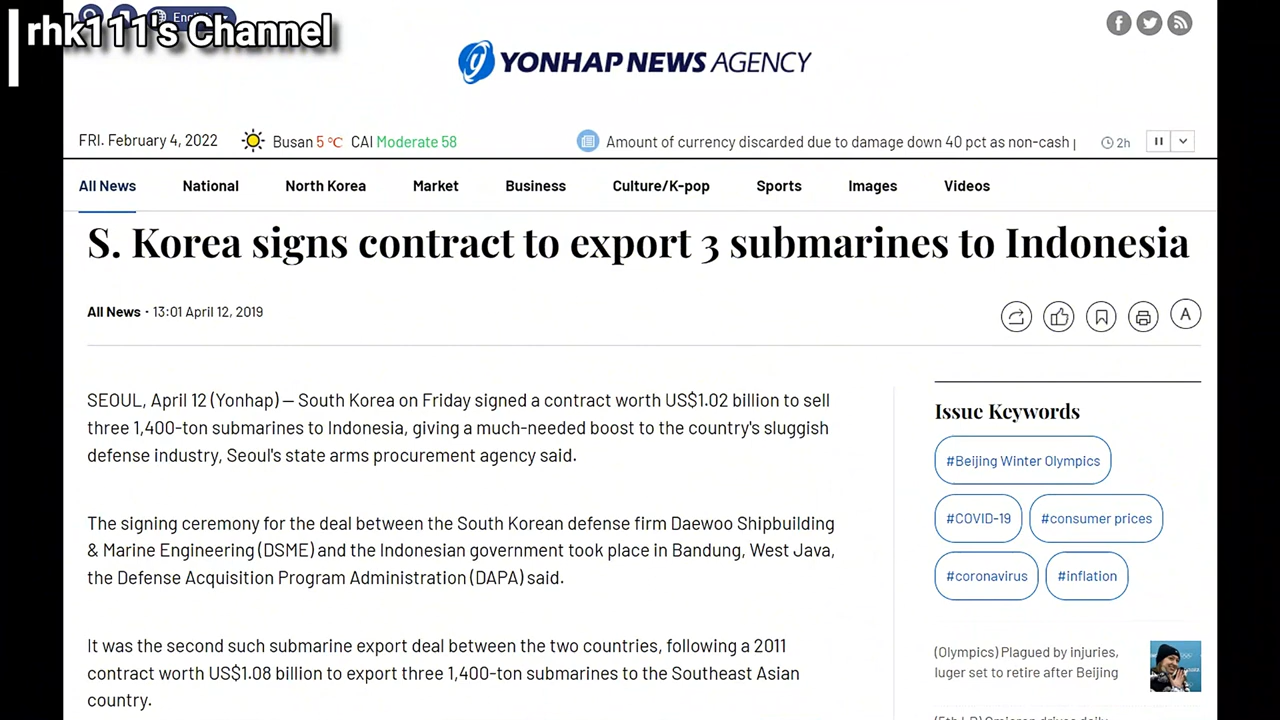 rhk111's Channel
YONHAP NEWS AGENCY
FRI. February 4, 2022 Busan 5 ℃ CAI Moderate 58 Amount of currency discarded due to damage down 40 pct as non-cash 2h
All News National North Korea Market Business Culture/K-pop Sports Images Videos
S. Korea signs contract to export 3 submarines to Indonesia
All News · 13:01 April 12, 2019
A
SEOUL, April 12 (Yonhap) — South Korea on Friday signed a contract worth US$1.02 billion to sell
three 1,400-ton submarines to Indonesia, giving a much-needed boost to the country's sluggish
defense industry, Seoul's state arms procurement agency said.
The signing ceremony for the deal between the South Korean defense firm Daewoo Shipbuilding
& Marine Engineering (DSME) and the Indonesian government took place in Bandung, West Java,
the Defense Acquisition Program Administration (DAPA) said.
It was the second such submarine export deal between the two countries, following a 2011
contract worth US$1.08 billion to export three 1,400-ton submarines to the Southeast Asian
country.
Issue Keywords
#Beijing Winter Olympics
#COVID-19 #consumer prices
#coronavirus #inflation
(Olympics) Plagued by injuries,
luger set to retire after Beijing